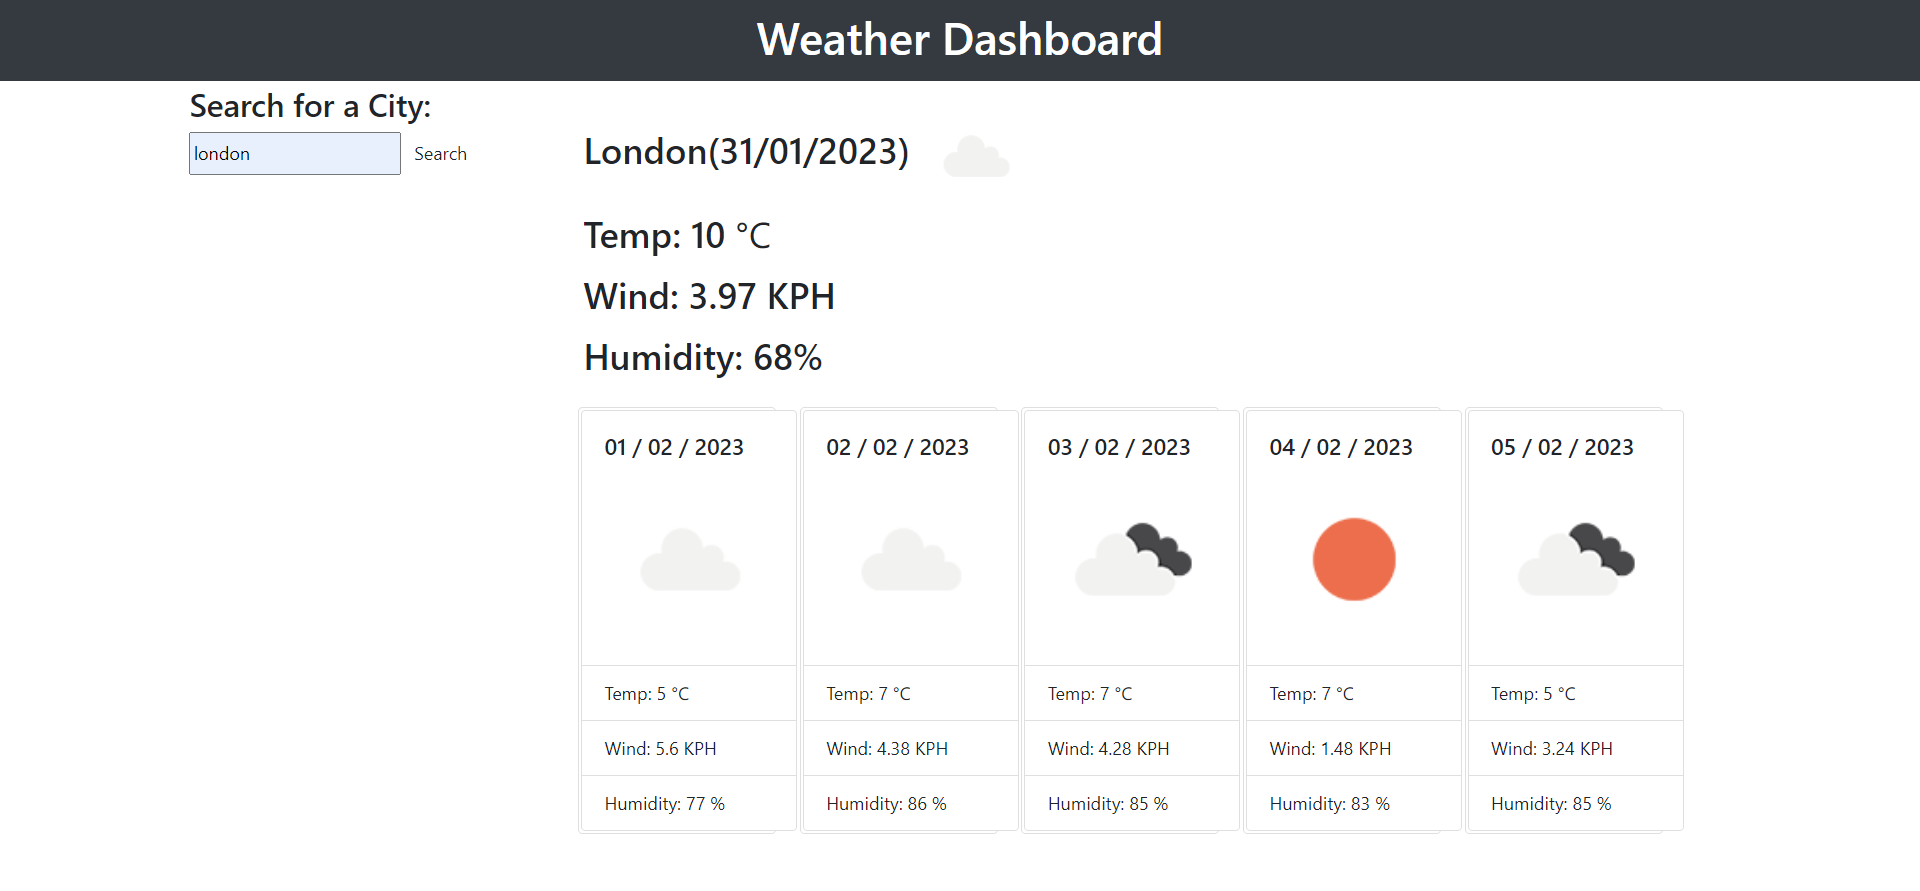 Weather Dashboard
Search for a City:
london
Search
London(31/01/2023)
Temp: 10 °C
Wind: 3.97 KPH
Humidity: 68%
01 / 02 / 2023
Temp: 5 °C
Wind: 5.6 KPH
Humidity: 77 %
02 / 02 / 2023
Temp: 7 °C
Wind: 4.38 KPH
Humidity: 86 %
03 / 02 / 2023
Temp: 7 °C
Wind: 4.28 KPH
Humidity: 85 %
04 / 02 / 2023
Temp: 7 °C
Wind: 1.48 KPH
Humidity: 83 %
05 / 02 / 2023
Temp: 5 °C
Wind: 3.24 KPH
Humidity: 85 %